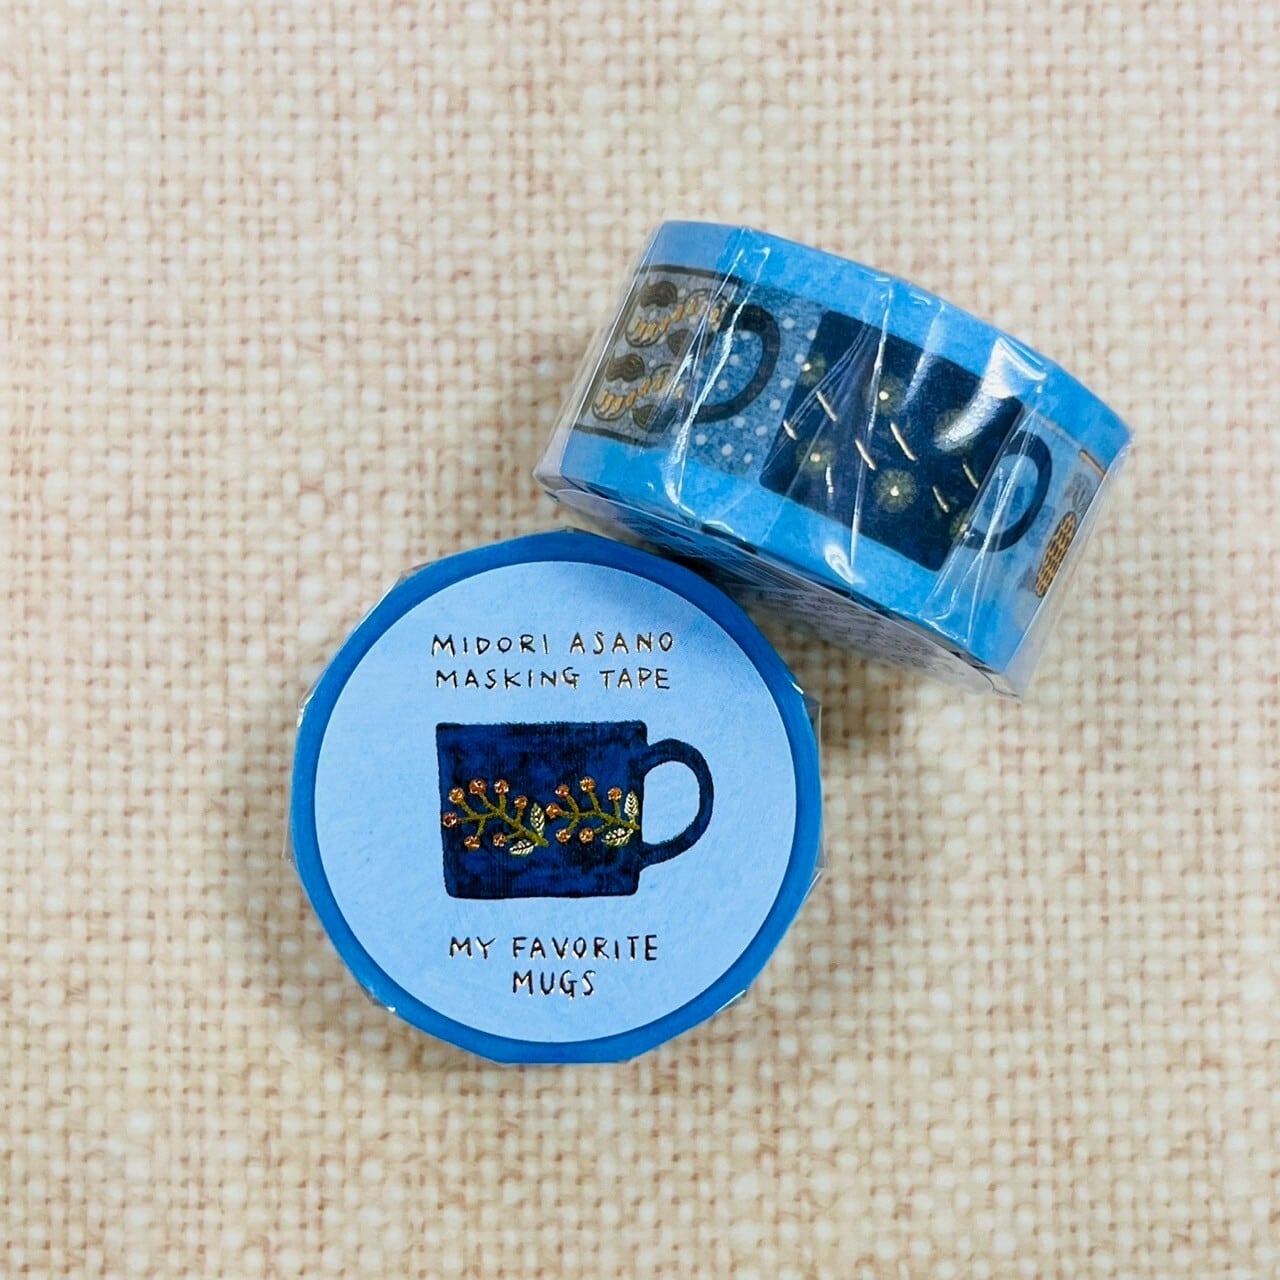 MIDORI ASANO
MASKING TAPE
MY FAVORITE
MUGS